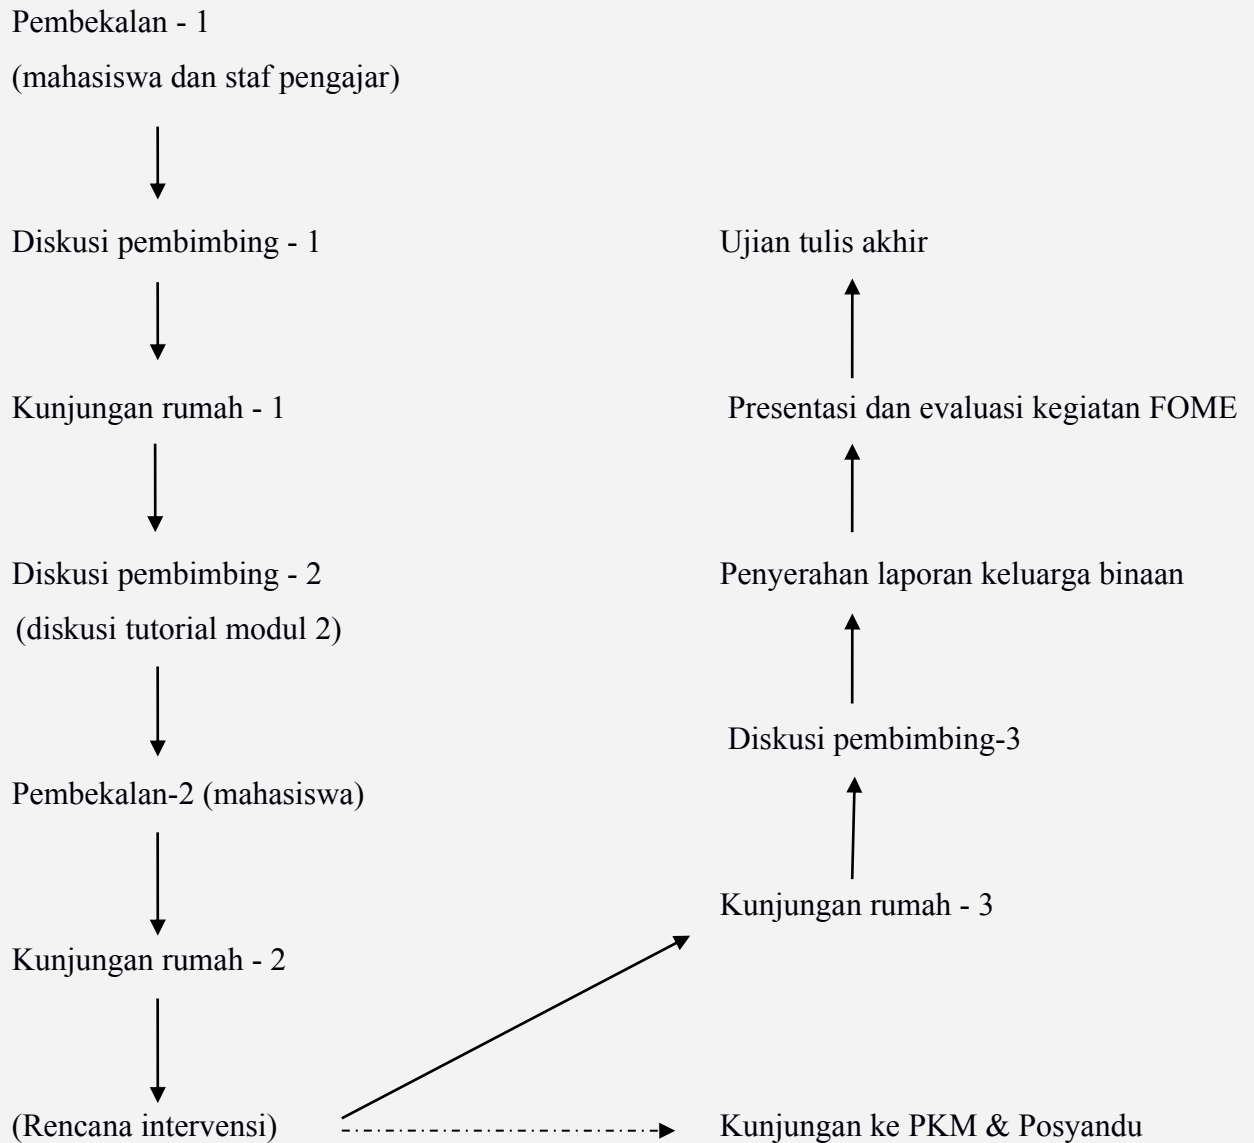 Pembekalan - 1
(mahasiswa dan staf pengajar)
Diskusi pembimbing - 1
Kunjungan rumah - 1
Diskusi pembimbing - 2
(diskusi tutorial modul 2)
Pembekalan-2 (mahasiswa)
Kunjungan rumah - 2
(Rencana intervensi)
Ujian tulis akhir
Presentasi dan evaluasi kegiatan FOME
Penyerahan laporan keluarga binaan
Diskusi pembimbing-3
Kunjungan rumah - 3
Kunjungan ke PKM & Posyandu